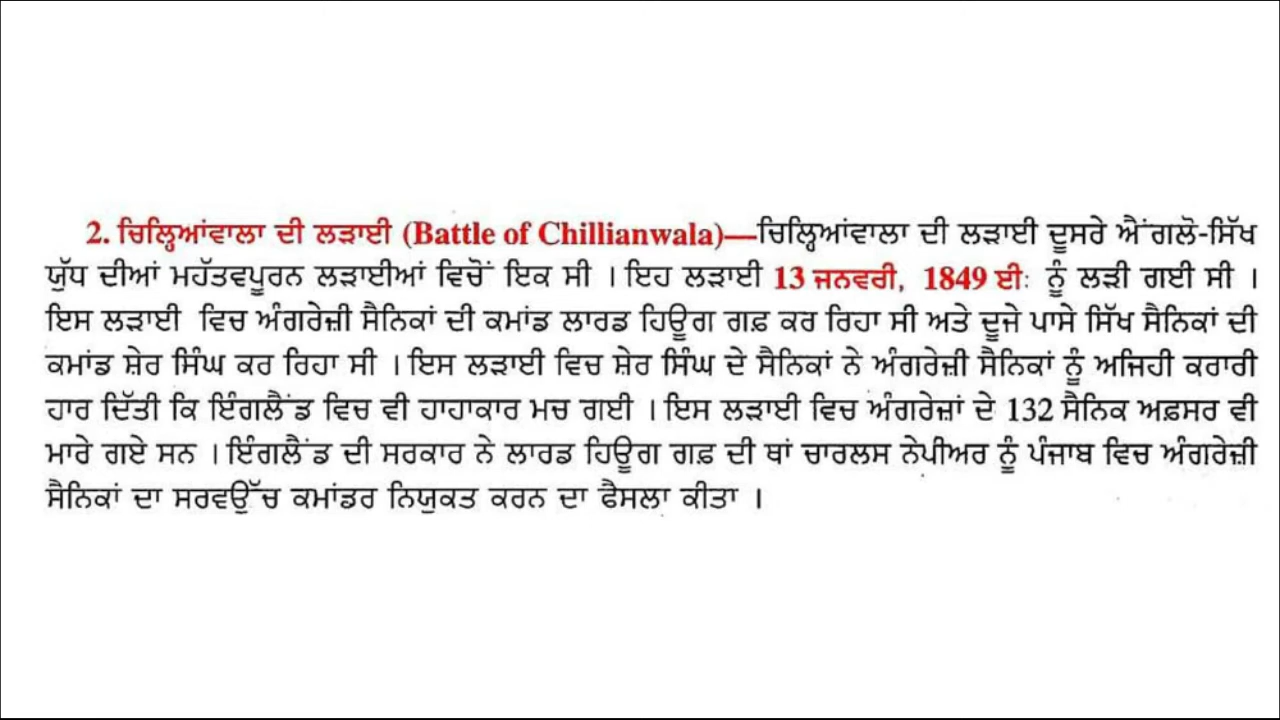 2. ਚਿਲ੍ਹਿਆਂਵਾਲਾ ਦੀ ਲੜਾਈ (Battle of Chillianwala)—ਚਿਲ੍ਹਿਆਂਵਾਲਾ ਦੀ ਲੜਾਈ ਦੂਸਰੇ ਐਂਗਲੋ-ਸਿੱਖ
ਯੁੱਧ ਦੀਆਂ ਮਹੱਤਵਪੂਰਨ ਲੜਾਈਆਂ ਵਿਚੋਂ ਇਕ ਸੀ । ਇਹ ਲੜਾਈ 13 ਜਨਵਰੀ, 1849 ਈ: ਨੂੰ ਲੜੀ ਗਈ ਸੀ ।
ਇਸ ਲੜਾਈ ਵਿਚ ਅੰਗਰੇਜ਼ੀ ਸੈਨਿਕਾਂ ਦੀ ਕਮਾਂਡ ਲਾਰਡ ਹਿਊਗ ਗਫ਼ ਕਰ ਰਿਹਾ ਸੀ ਅਤੇ ਦੂਜੇ ਪਾਸੇ ਸਿੱਖ ਸੈਨਿਕਾਂ ਦੀ
ਕਮਾਂਡ ਸ਼ੇਰ ਸਿੰਘ ਕਰ ਰਿਹਾ ਸੀ । ਇਸ ਲੜਾਈ ਵਿਚ ਸ਼ੇਰ ਸਿੰਘ ਦੇ ਸੈਨਿਕਾਂ ਨੇ ਅੰਗਰੇਜ਼ੀ ਸੈਨਿਕਾਂ ਨੂੰ ਅਜਿਹੀ ਕਰਾਰੀ
ਹਾਰ ਦਿੱਤੀ ਕਿ ਇੰਗਲੈਂਡ ਵਿਚ ਵੀ ਹਾਹਾਕਾਰ ਮਚ ਗਈ । ਇਸ ਲੜਾਈ ਵਿਚ ਅੰਗਰੇਜ਼ਾਂ ਦੇ 132 ਸੈਨਿਕ ਅਫ਼ਸਰ ਵੀ
ਮਾਰੇ ਗਏ ਸਨ । ਇੰਗਲੈਂਡ ਦੀ ਸਰਕਾਰ ਨੇ ਲਾਰਡ ਹਿਊਗ ਗਫ਼ ਦੀ ਥਾਂ ਚਾਰਲਸ ਨੇਪੀਅਰ ਨੂੰ ਪੰਜਾਬ ਵਿਚ ਅੰਗਰੇਜ਼ੀ
ਸੈਨਿਕਾਂ ਦਾ ਸਰਵਉੱਚ ਕਮਾਂਡਰ ਨਿਯੁਕਤ ਕਰਨ ਦਾ ਫੈਸਲਾ ਕੀਤਾ ।